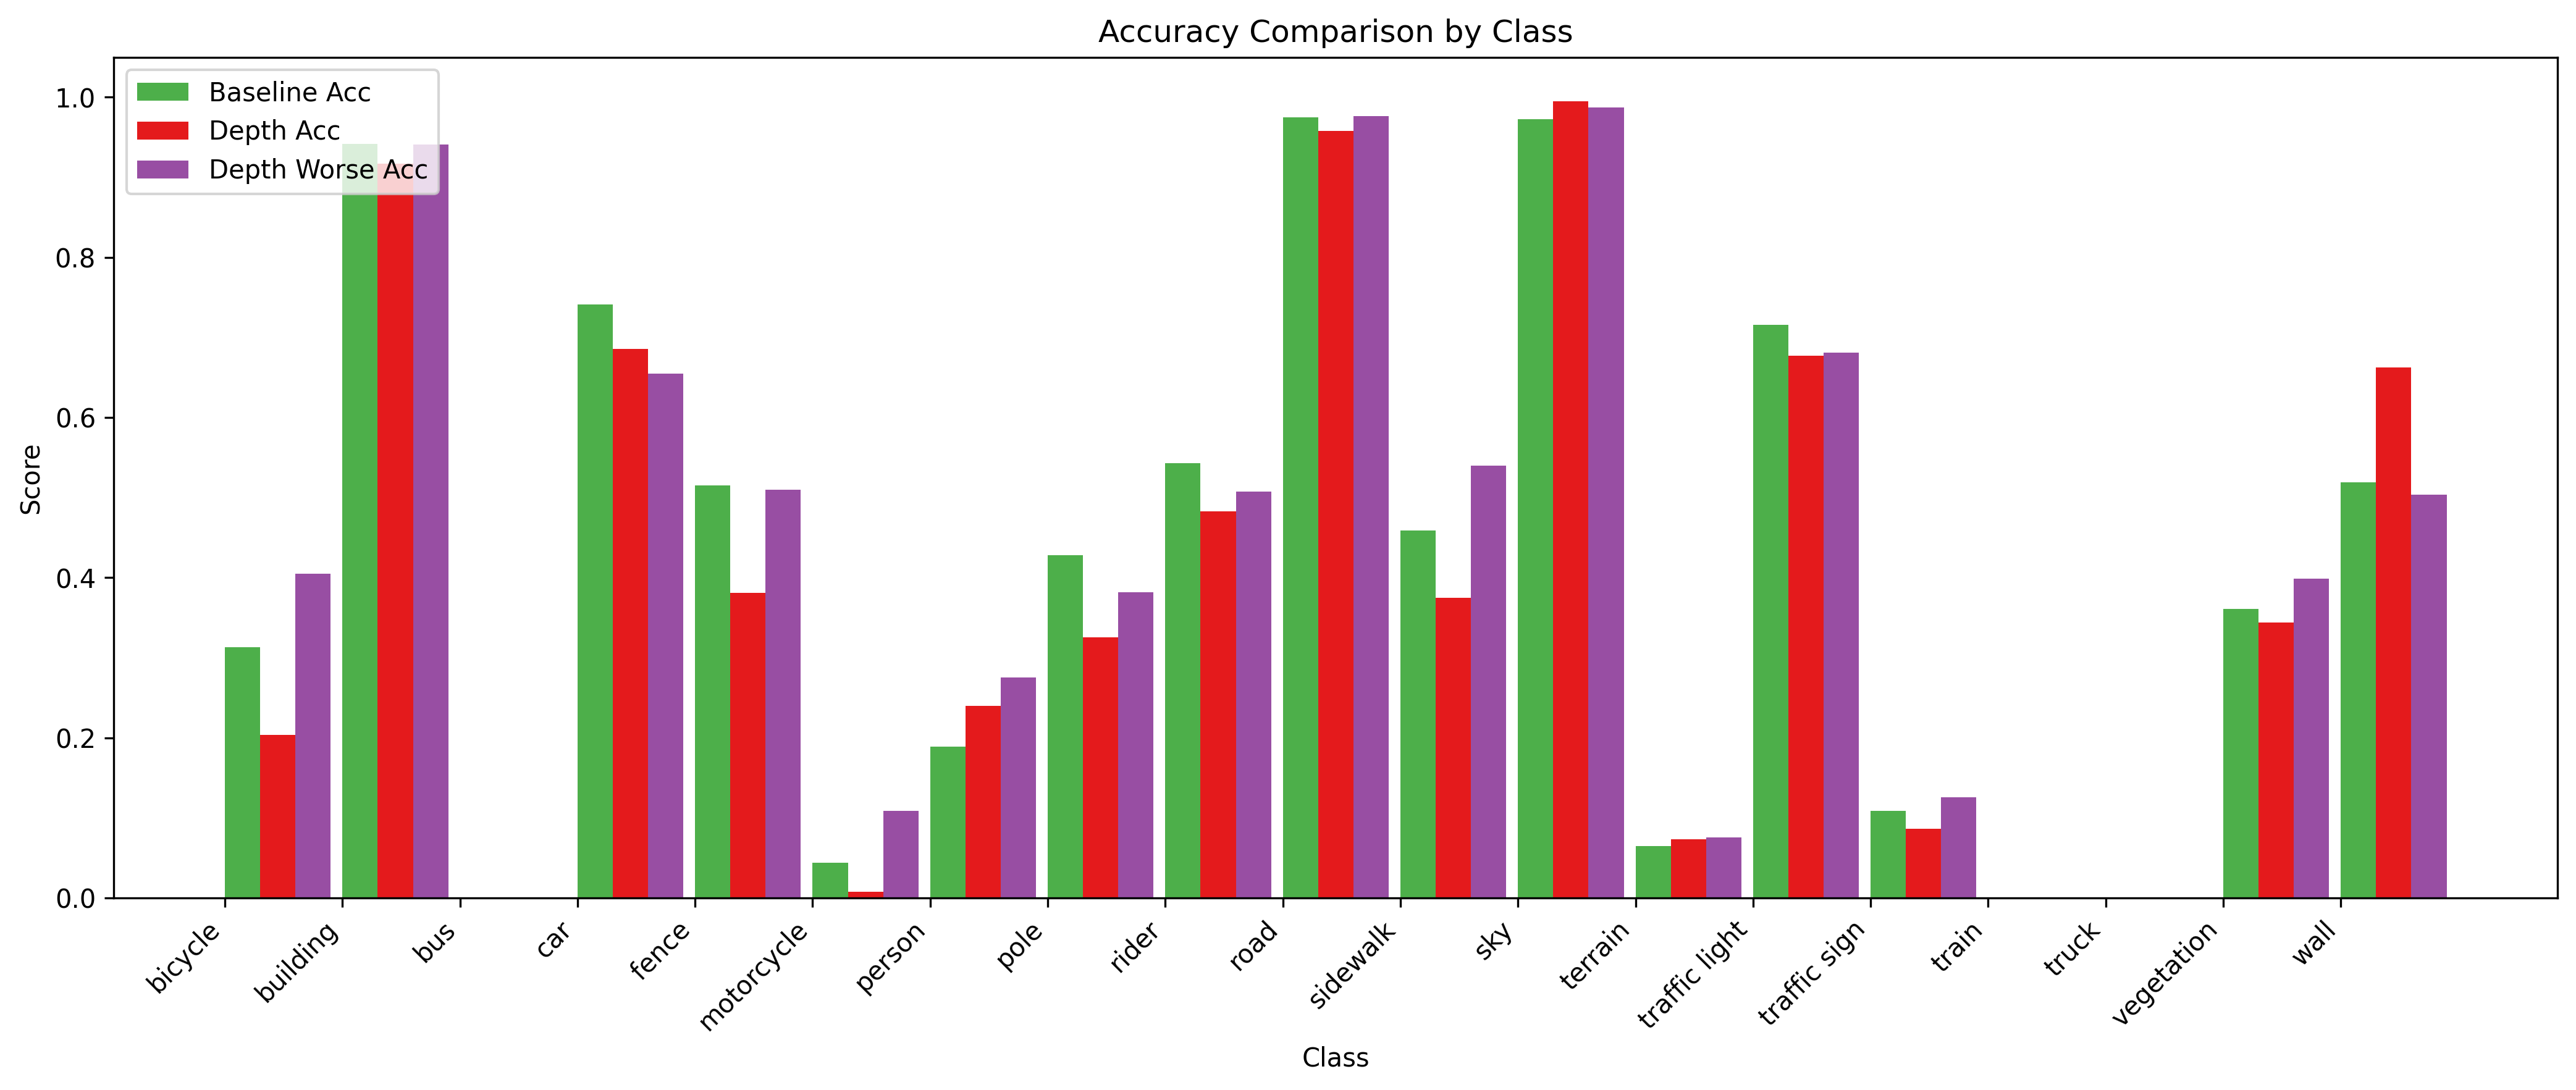 Accuracy Comparison by Class
Baseline Acc
Depth Acc
Depth Worse Acc
Score
1.0
0.8
0.6
0.4
0.2
0.0
bicycle
building
bus
car
fence
motorcycle
person
pole
rider
road
sidewalk
sky
terrain
traffic light
traffic sign
train
truck
vegetation
wall
Class